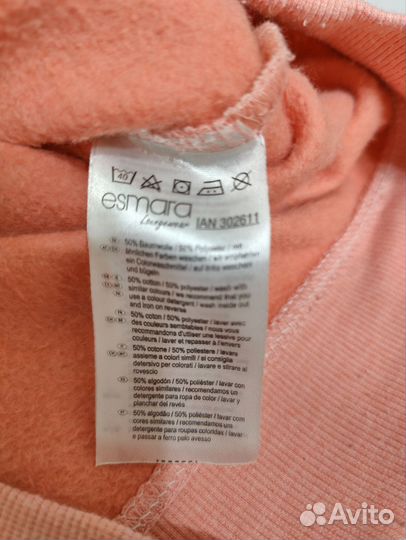 40
esmara
Loungewear
IAN 302611
50% Baumwolle / 50% Polyester / mit
ähnlichen Farben waschen / wir empfehlen
ein Colorwaschmittel / auf links waschen
und bügeln
50% cotton / 50% polyester / wash with
similar colours / we recommend that you
use a colour detergent / wash inside out
and iron on reverse
50% coton / 50% polyester / laver avec
des couleurs semblables / nous vous
recommandons d'utiliser une lessive pour
couleurs / laver et repasser à l'envers
50% cotone / 50% poliestere / lavare
assieme a colori simili / si consiglia
detersivo per colorati / lavare e stirare al
rovescio
50% algodón / 50% poliéster / lavar con
colores similares / recomendamos un
detergente para ropa de color / lavar y
planchar del revés
50% algodão / 50% poliéster / lavar com
cores similares / recomendamos um
detergente para roupas coloridas / lavar
e passar a ferro pelo avesso
Avito